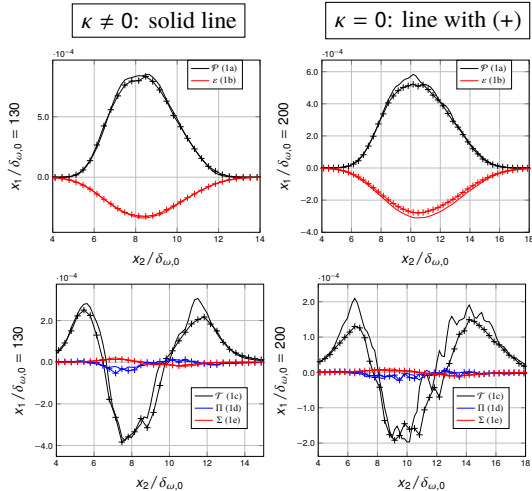 κ ≠ 0: solid line
κ = 0: line with (+)
·10⁻⁴
5.0
0.0
x₁/δω,0 = 130
𝒫 (1a)
ε (1b)
4 6 8 10 12 14
x₂/δω,0
·10⁻⁴
6.0
4.0
2.0
0.0
−2.0
−4.0
x₁/δω,0 = 200
𝒫 (1a)
ε (1b)
4 6 8 10 12 14 16 18
x₂/δω,0
·10⁻⁴
2.0
0.0
−2.0
−4.0
x₁/δω,0 = 130
𝒯 (1c)
Π (1d)
Σ (1e)
4 6 8 10 12 14
x₂/δω,0
·10⁻⁴
2.0
1.0
0.0
−1.0
−2.0
x₁/δω,0 = 200
𝒯 (1c)
Π (1d)
Σ (1e)
4 6 8 10 12 14 16 18
x₂/δω,0